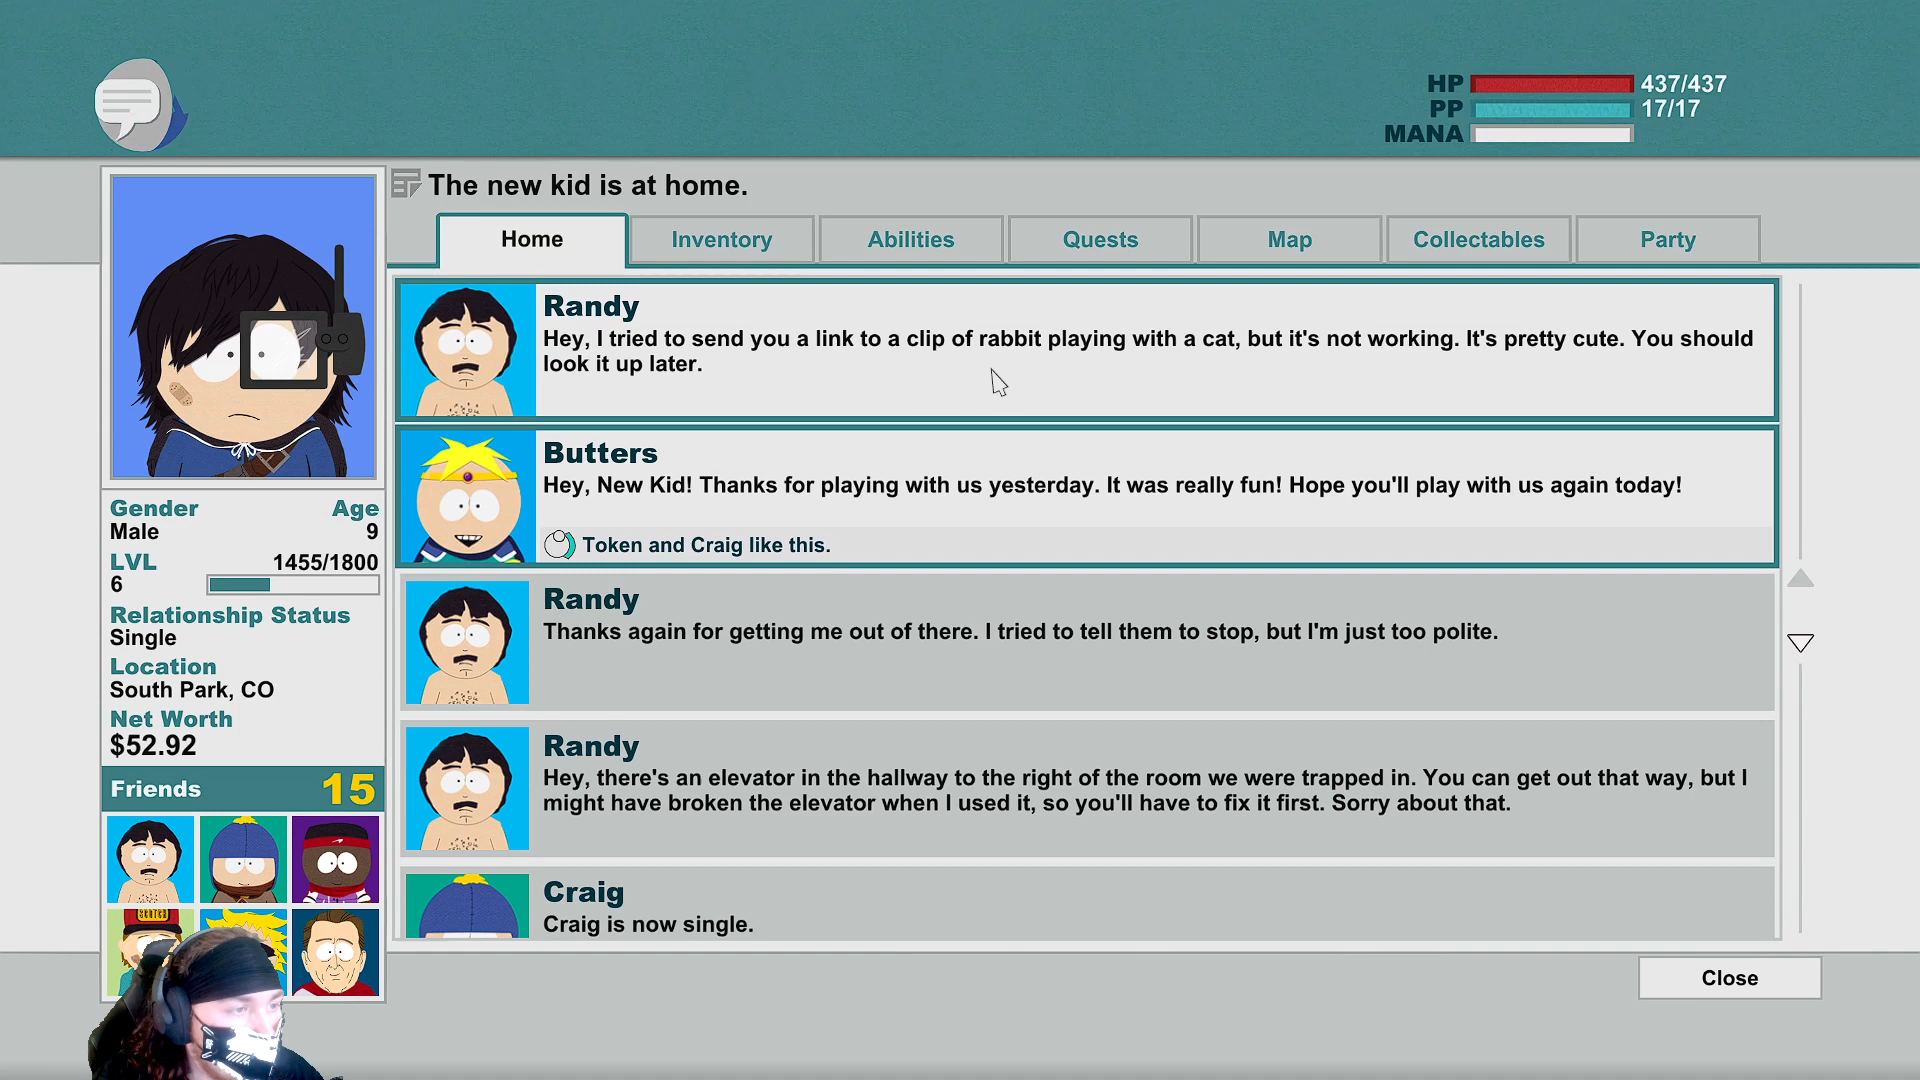 HP 437/437
PP 17/17
MANA
The new kid is at home.
Home
Inventory
Abilities
Quests
Map
Collectables
Party
Gender Age
Male 9
LVL 1455/1800
6
Relationship Status
Single
Location
South Park, CO
Net Worth
$52.92
Friends 15
Randy
Hey, I tried to send you a link to a clip of rabbit playing with a cat, but it's not working. It's pretty cute. You should
look it up later.
Butters
Hey, New Kid! Thanks for playing with us yesterday. It was really fun! Hope you'll play with us again today!
Token and Craig like this.
Randy
Thanks again for getting me out of there. I tried to tell them to stop, but I'm just too polite.
Randy
Hey, there's an elevator in the hallway to the right of the room we were trapped in. You can get out that way, but I
might have broken the elevator when I used it, so you'll have to fix it first. Sorry about that.
Craig
Craig is now single.
Close